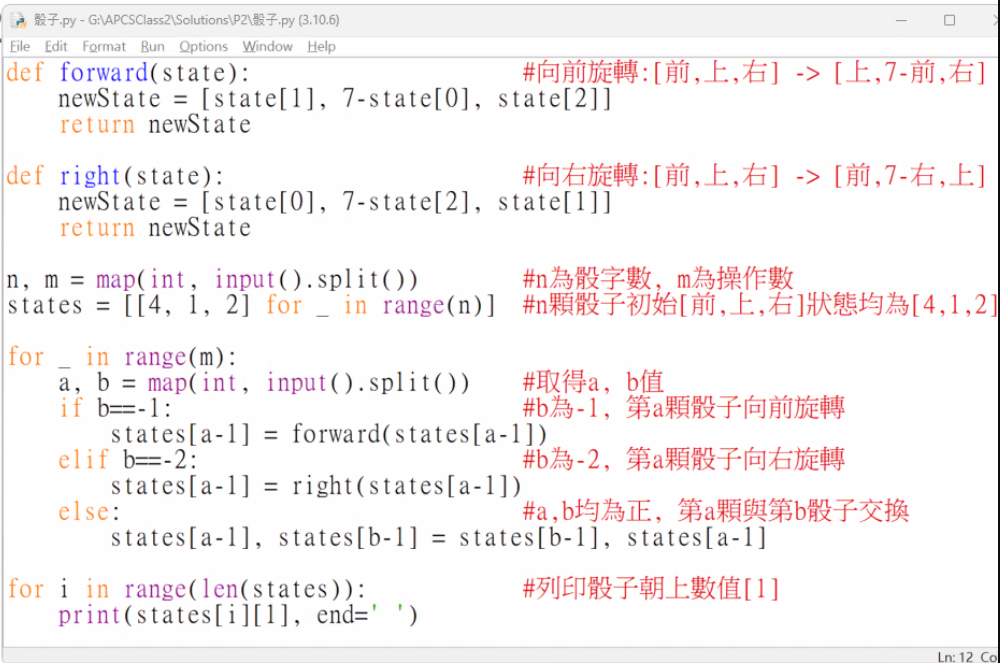 骰子.py - G:\APCSClass2\Solutions\P2\骰子.py (3.10.6)
File Edit Format Run Options Window Help
def forward(state): #向前旋轉:[前,上,右] -> [上,7-前,右]
    newState = [state[1], 7-state[0], state[2]]
    return newState
def right(state): #向右旋轉:[前,上,右] -> [前,7-右,上]
    newState = [state[0], 7-state[2], state[1]]
    return newState
n, m = map(int, input().split()) #n為骰字數, m為操作數
states = [[4, 1, 2] for _ in range(n)] #n顆骰子初始[前,上,右]狀態均為[4,1,2]
for _ in range(m):
    a, b = map(int, input().split()) #取得a, b值
    if b==-1: #b為-1, 第a顆骰子向前旋轉
        states[a-1] = forward(states[a-1])
    elif b==-2: #b為-2, 第a顆骰子向右旋轉
        states[a-1] = right(states[a-1])
    else: #a,b均為正, 第a顆與第b骰子交換
        states[a-1], states[b-1] = states[b-1], states[a-1]
for i in range(len(states)): #列印骰子朝上數值[1]
    print(states[i][1], end=' ')
Ln: 12 Co